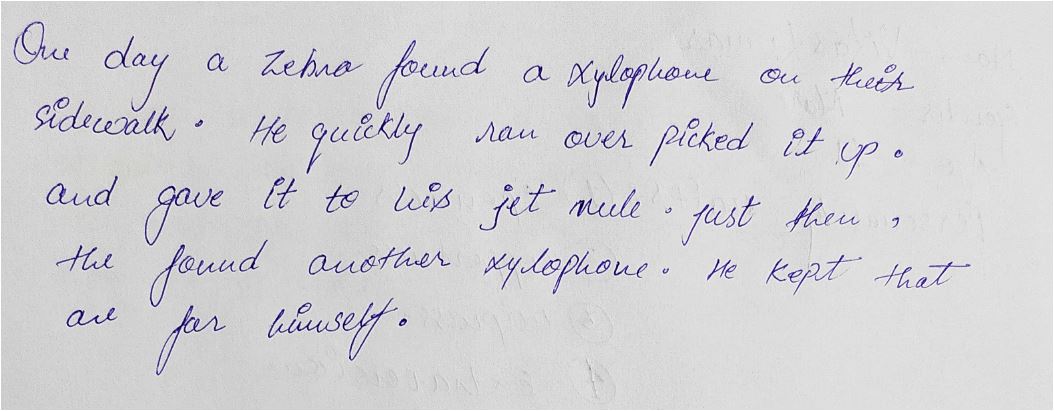 One day a zebra found a xylophone on their
sidewalk. He quickly ran over picked it up.
and gave it to his jet mule. just then,
the found another xylophone. He kept that
are for himself.